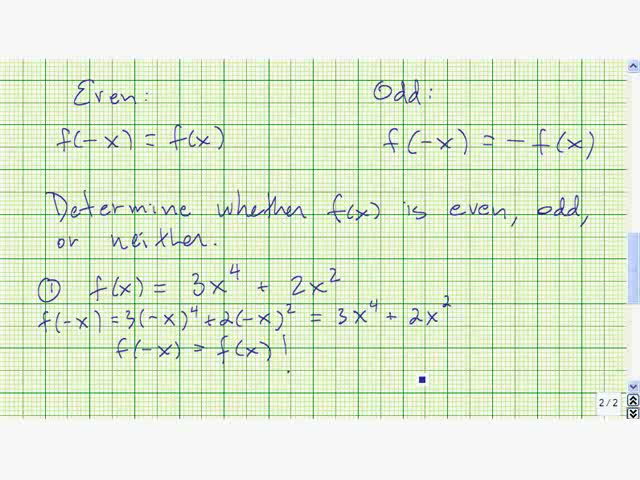 Even: Odd:
f(-x) = f(x) f(-x) = -f(x)
Determine whether f(x) is even, odd,
or neither.
① f(x) = 3x⁴ + 2x²
f(-x) = 3(-x)⁴ + 2(-x)² = 3x⁴ + 2x²
f(-x) = f(x)!
2/2